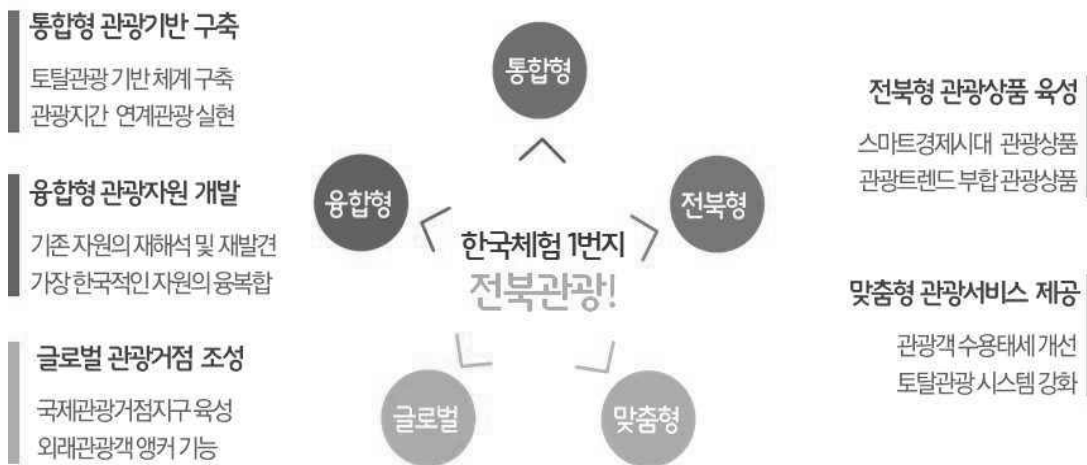 통합형 관광기반 구축
토탈관광 기반 체계 구축
관광지간 연계관광 실현
융합형 관광자원 개발
기존 자원의 재해석 및 재발견
가장 한국적인 자원의 융복합
글로벌 관광거점 조성
국제관광거점지구 육성
외래관광객 앵커 기능
통합형
융합형
전북형
한국체험 1번지
전북관광!
글로벌
맞춤형
전북형 관광상품 육성
스마트경제시대 관광상품
관광트렌드 부합 관광상품
맞춤형 관광서비스 제공
관광객 수용태세 개선
토탈관광 시스템 강화